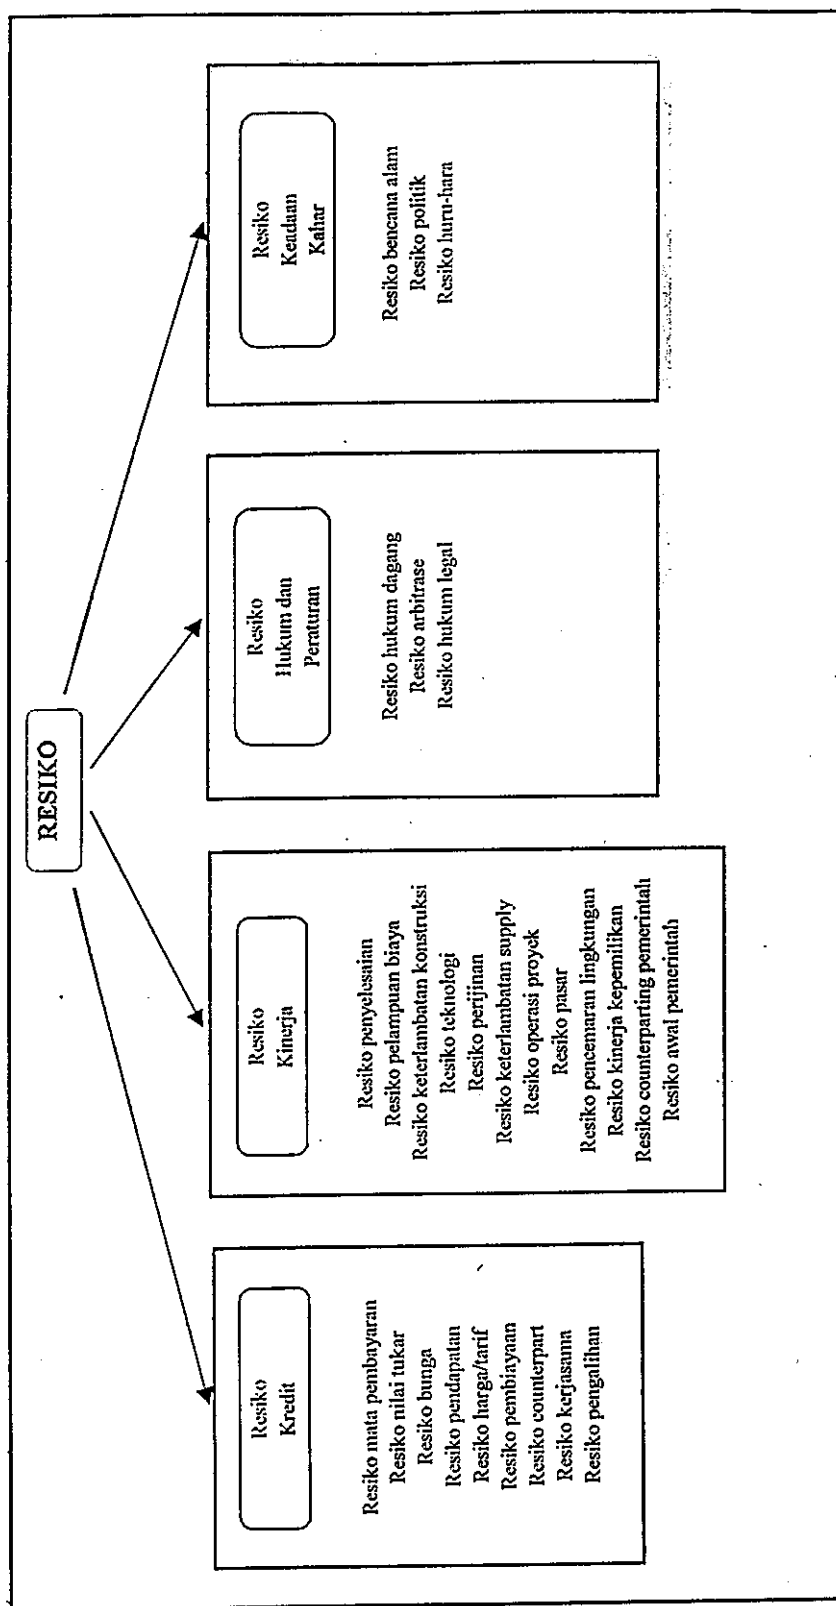 RESIKO
Resiko
Kredit
Resiko mata pembayaran
Resiko nilai tukar
Resiko bunga
Resiko pendapatan
Resiko harga/tarif
Resiko pembiayaan
Resiko counterpart
Resiko kerjasama
Resiko pengalihan
Resiko
Kinerja
Resiko penyelesaian
Resiko pelampuan biaya
Resiko keterlambatan konstruksi
Resiko teknologi
Resiko perijinan
Resiko keterlambatan supply
Resiko operasi proyek
Resiko pasar
Resiko pencemaran lingkungan
Resiko kinerja kepemilikan
Resiko counterparting pemerintah
Resiko awal pemerintah
Resiko
Hukum dan
Peraturan
Resiko hukum dagang
Resiko arbitrase
Resiko hukum legal
Resiko
Keadaan
Kahar
Resiko bencana alam
Resiko politik
Resiko huru-hara